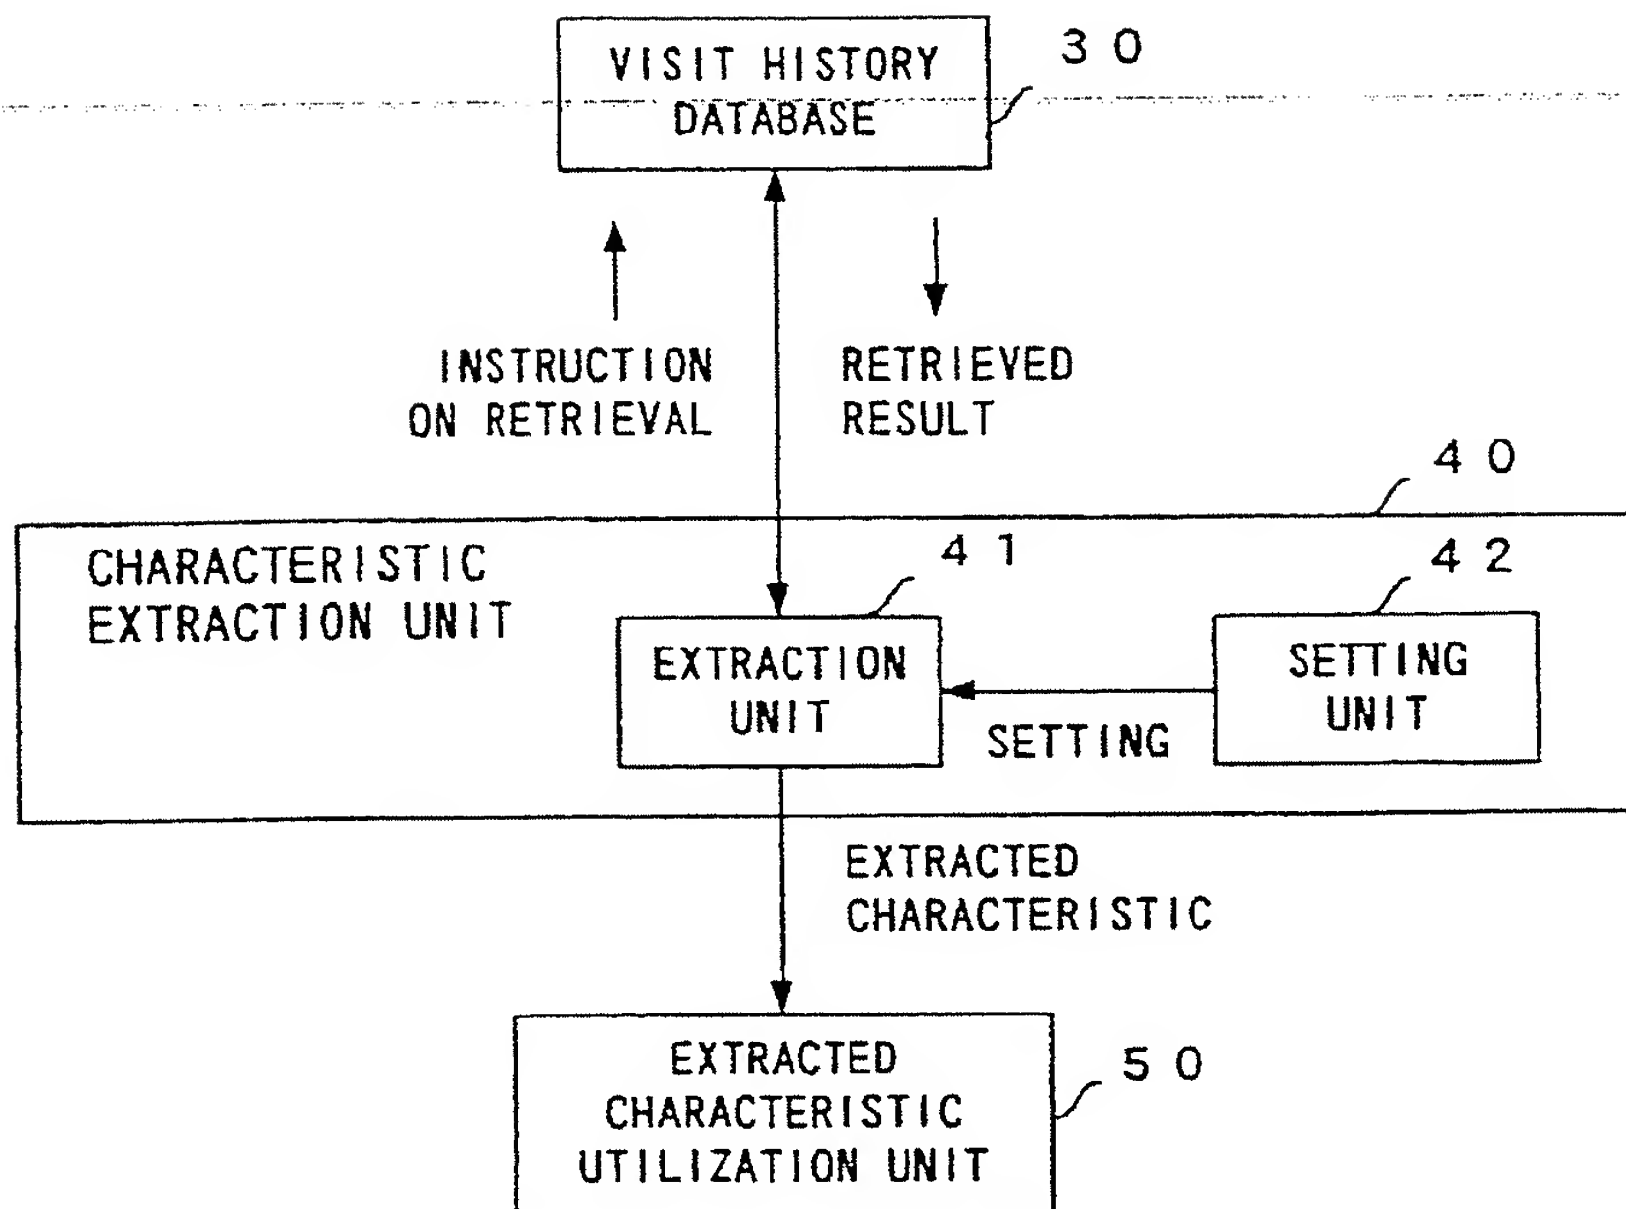 VISIT HISTORY
DATABASE
30
INSTRUCTION
ON RETRIEVAL
RETRIEVED
RESULT
40
CHARACTERISTIC
EXTRACTION UNIT
41
42
EXTRACTION
UNIT
SETTING
SETTING
UNIT
EXTRACTED
CHARACTERISTIC
EXTRACTED
CHARACTERISTIC
UTILIZATION UNIT
50